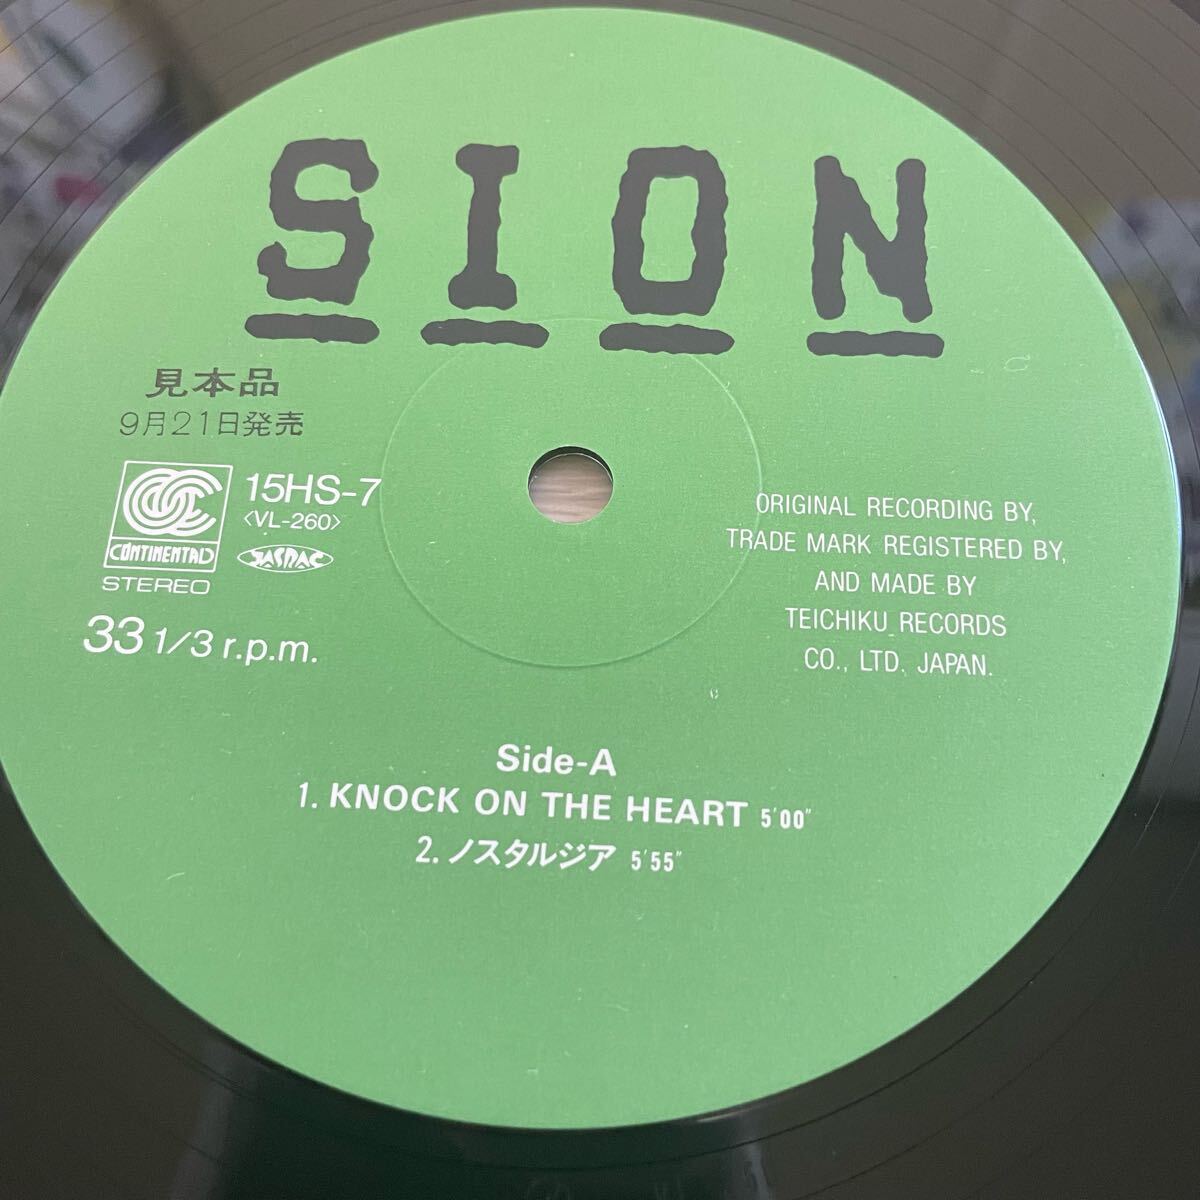 SION
見本品
9月21日発売
15HS-7
〈VL-260〉
CONTINENTAL
JASRAC
STEREO
33 1/3 r.p.m.
ORIGINAL RECORDING BY,
TRADE MARK REGISTERED BY,
AND MADE BY
TEICHIKU RECORDS
CO., LTD. JAPAN.
Side-A
1. KNOCK ON THE HEART 5'00"
2. ノスタルジア 5'55"